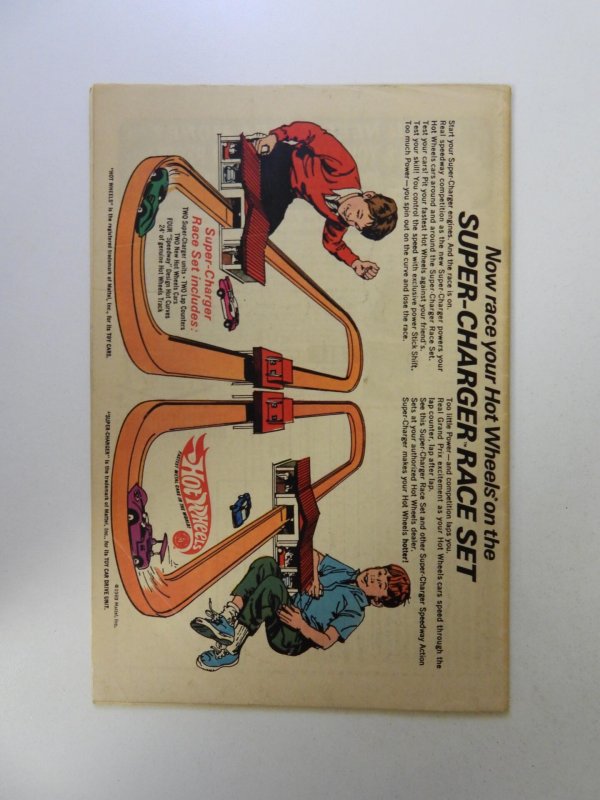 Now race your Hot Wheels® on the
SUPER-CHARGER™ RACE SET
Start your Super-Charger engines. And the race is on.
Real speedway competition as the new Super-Charger powers your
Hot Wheels cars around and around the Super-Charger Race Set.
Test your cars! Pit your fastest Hot Wheels against your friend's.
Test your skill! You control the speed with exclusive power Stick Shift.
Too much Power—you spin out on the curve and lose the race.
Too little Power—and competition laps you.
Real Grand Prix excitement as your Hot Wheels cars speed through the
lap counter, lap after lap.
See this Super-Charger Race Set and other Super-Charger Speedway Action
Sets at your authorized Hot Wheels dealer.
Super-Charger makes your Hot Wheels hotter!
Super-Charger
Race Set includes:
TWO Super-Charger units • TWO Lap Counters
TWO New Hot Wheels Cars
FOUR "Speedway" Design Hot Curves
24' of genuine Hot Wheels Track
HOT WHEELS
FASTEST METAL CARS IN THE WORLD!
"HOT WHEELS" is the registered trademark of Mattel, Inc., for its TOY CARS.
"SUPER-CHARGER" is the trademark of Mattel, Inc., for its TOY CAR DRIVE UNIT.